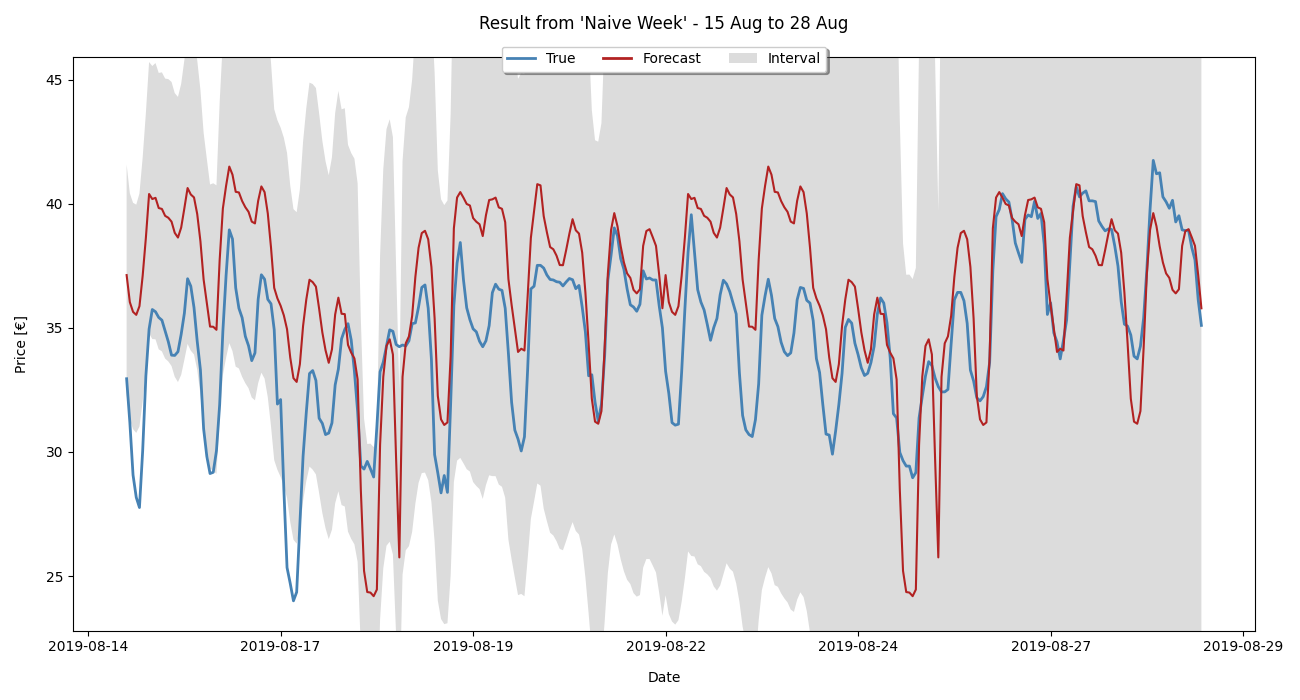 Result from 'Naive Week' - 15 Aug to 28 Aug
True Forecast Interval
45
40
35
30
25
Price [€]
2019-08-14 2019-08-17 2019-08-19 2019-08-22 2019-08-24 2019-08-27 2019-08-29
Date